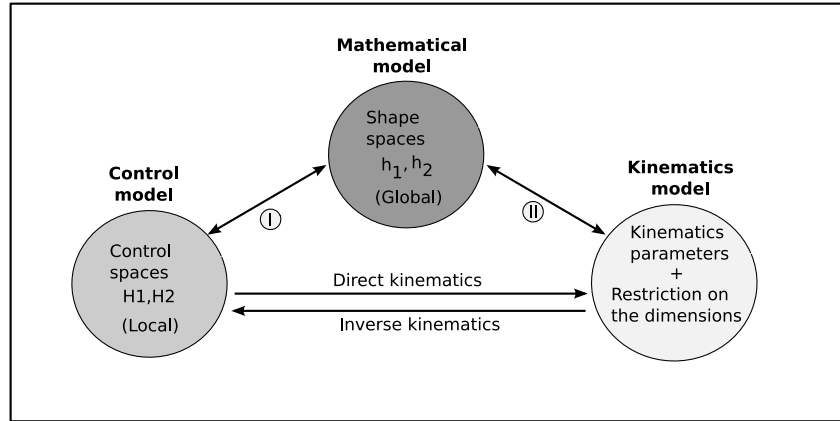 Mathematical
model
Shape
spaces
h1, h2
(Global)
Control
model
Control
spaces
H1,H2
(Local)
Kinematics
model
Kinematics
parameters
+
Restriction on
the dimensions
I
II
Direct kinematics
Inverse kinematics